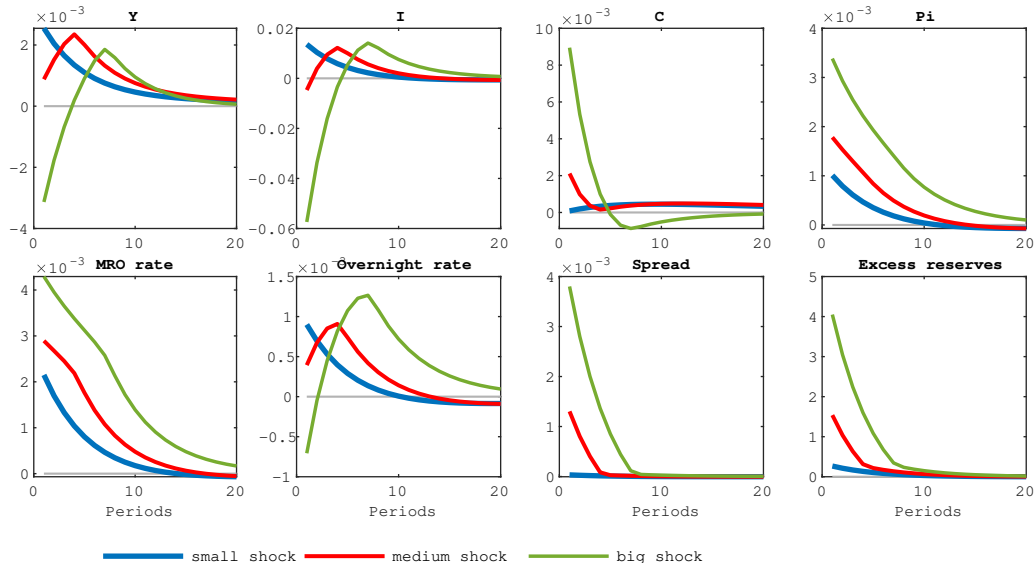 Y I C Pi
×10⁻³ ×10⁻³ ×10⁻³
2 0.02 10 4
0 0 8 3
-2 -0.02 6 2
-4 -0.04 4 1
-0.06 2 0
0
0 10 20 0 10 20 0 10 20 0 10 20
MRO rate Overnight rate Spread Excess reserves
×10⁻³ ×10⁻³ ×10⁻³
4 1.5 4 5
3 1 3 4
2 0.5 2 3
1 0 1 2
0 -0.5 0 1
-1 0
0 10 20 0 10 20 0 10 20 0 10 20
Periods Periods Periods Periods
small shock medium shock big shock